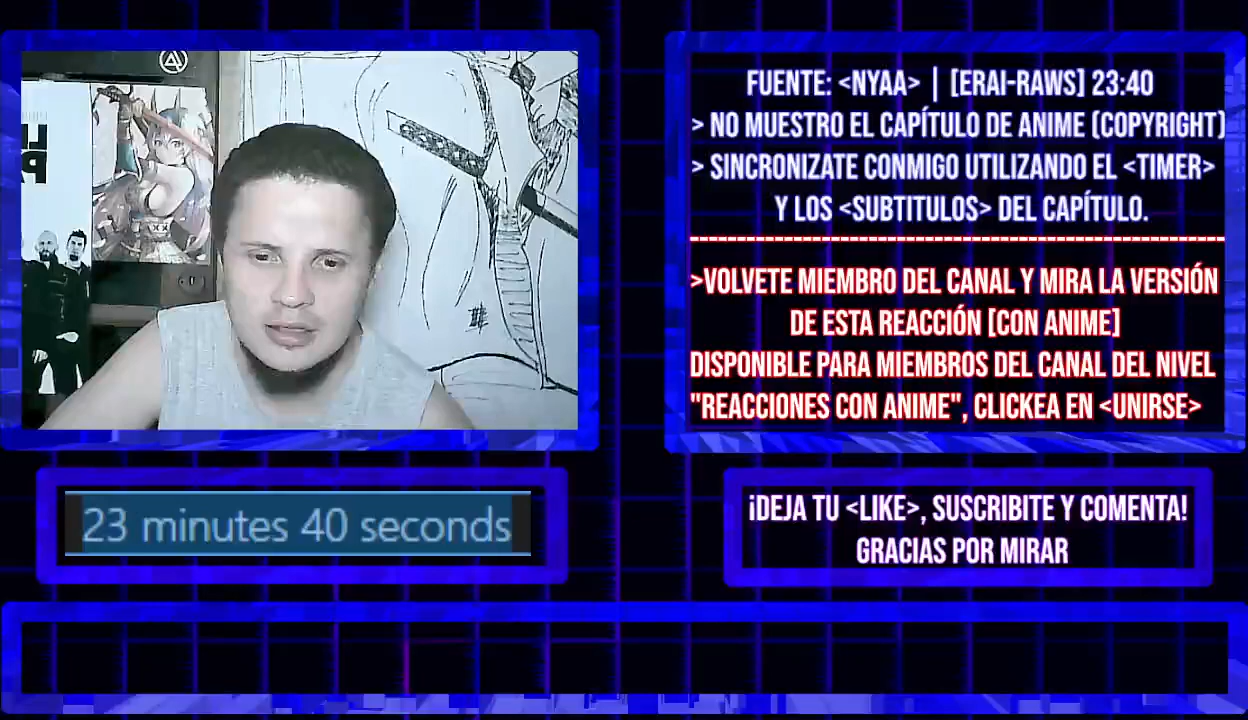 FUENTE: <NYAA> | [ERAI-RAWS] 23:40
> NO MUESTRO EL CAPÍTULO DE ANIME (COPYRIGHT)
> SINCRONIZATE CONMIGO UTILIZANDO EL <TIMER>
Y LOS <SUBTITULOS> DEL CAPÍTULO.
>VOLVETE MIEMBRO DEL CANAL Y MIRA LA VERSIÓN
DE ESTA REACCIÓN [CON ANIME]
DISPONIBLE PARA MIEMBROS DEL CANAL DEL NIVEL
"REACCIONES CON ANIME", CLICKEA EN <UNIRSE>
23 minutes 40 seconds
¡DEJA TU <LIKE>, SUSCRIBITE Y COMENTA!
GRACIAS POR MIRAR